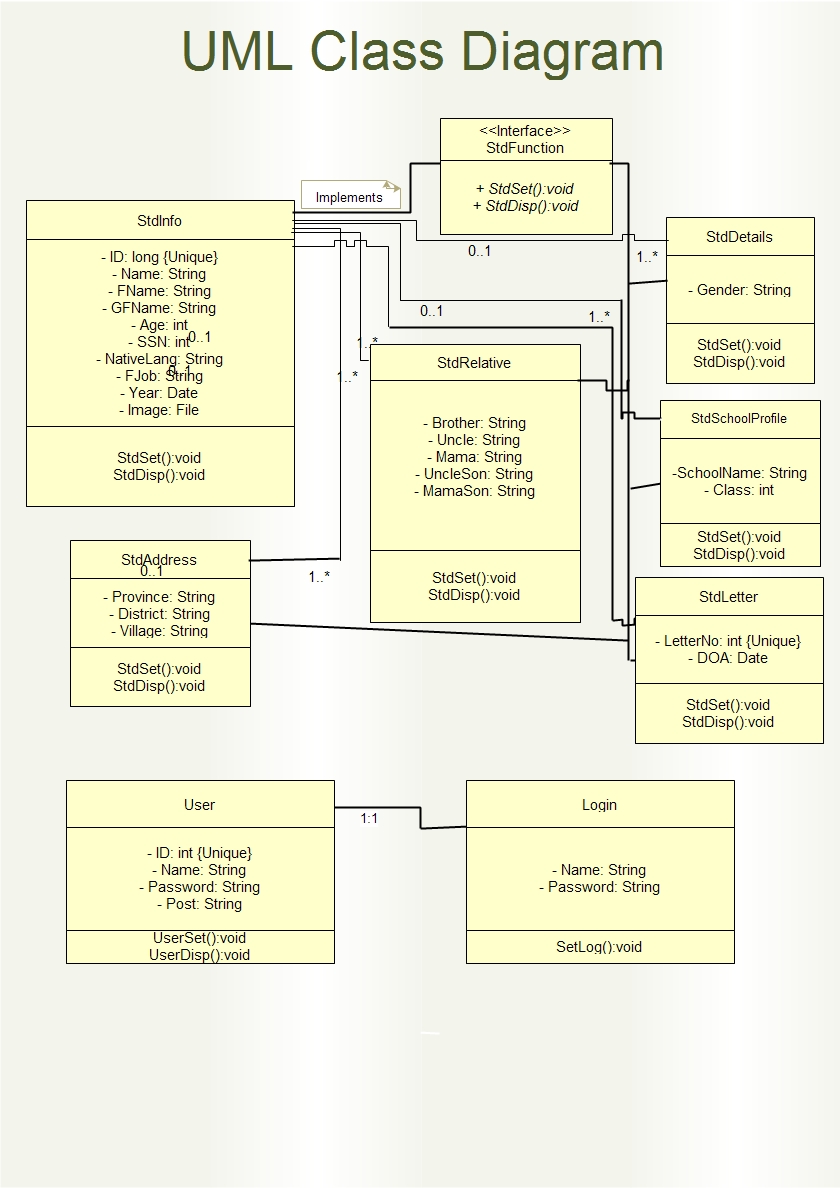 UML Class Diagram
<<Interface>>
StdFunction
+ StdSet():void
+ StdDisp():void
Implements
StdInfo
- ID: long {Unique}
- Name: String
- FName: String
- GFName: String
- Age: int
- SSN: int
- NativeLang: String
- FJob: String
- Year: Date
- Image: File
StdSet():void
StdDisp():void
0..1
0..1
0..1
1..*
StdDetails
- Gender: String
StdSet():void
StdDisp():void
0..1
1..*
1..*
1..*
StdRelative
- Brother: String
- Uncle: String
- Mama: String
- UncleSon: String
- MamaSon: String
StdSet():void
StdDisp():void
StdSchoolProfile
-SchoolName: String
- Class: int
StdSet():void
StdDisp():void
StdAddress
0..1
- Province: String
- District: String
- Village: String
StdSet():void
StdDisp():void
1..*
StdLetter
- LetterNo: int {Unique}
- DOA: Date
StdSet():void
StdDisp():void
User
- ID: int {Unique}
- Name: String
- Password: String
- Post: String
UserSet():void
UserDisp():void
1:1
Login
- Name: String
- Password: String
SetLog():void